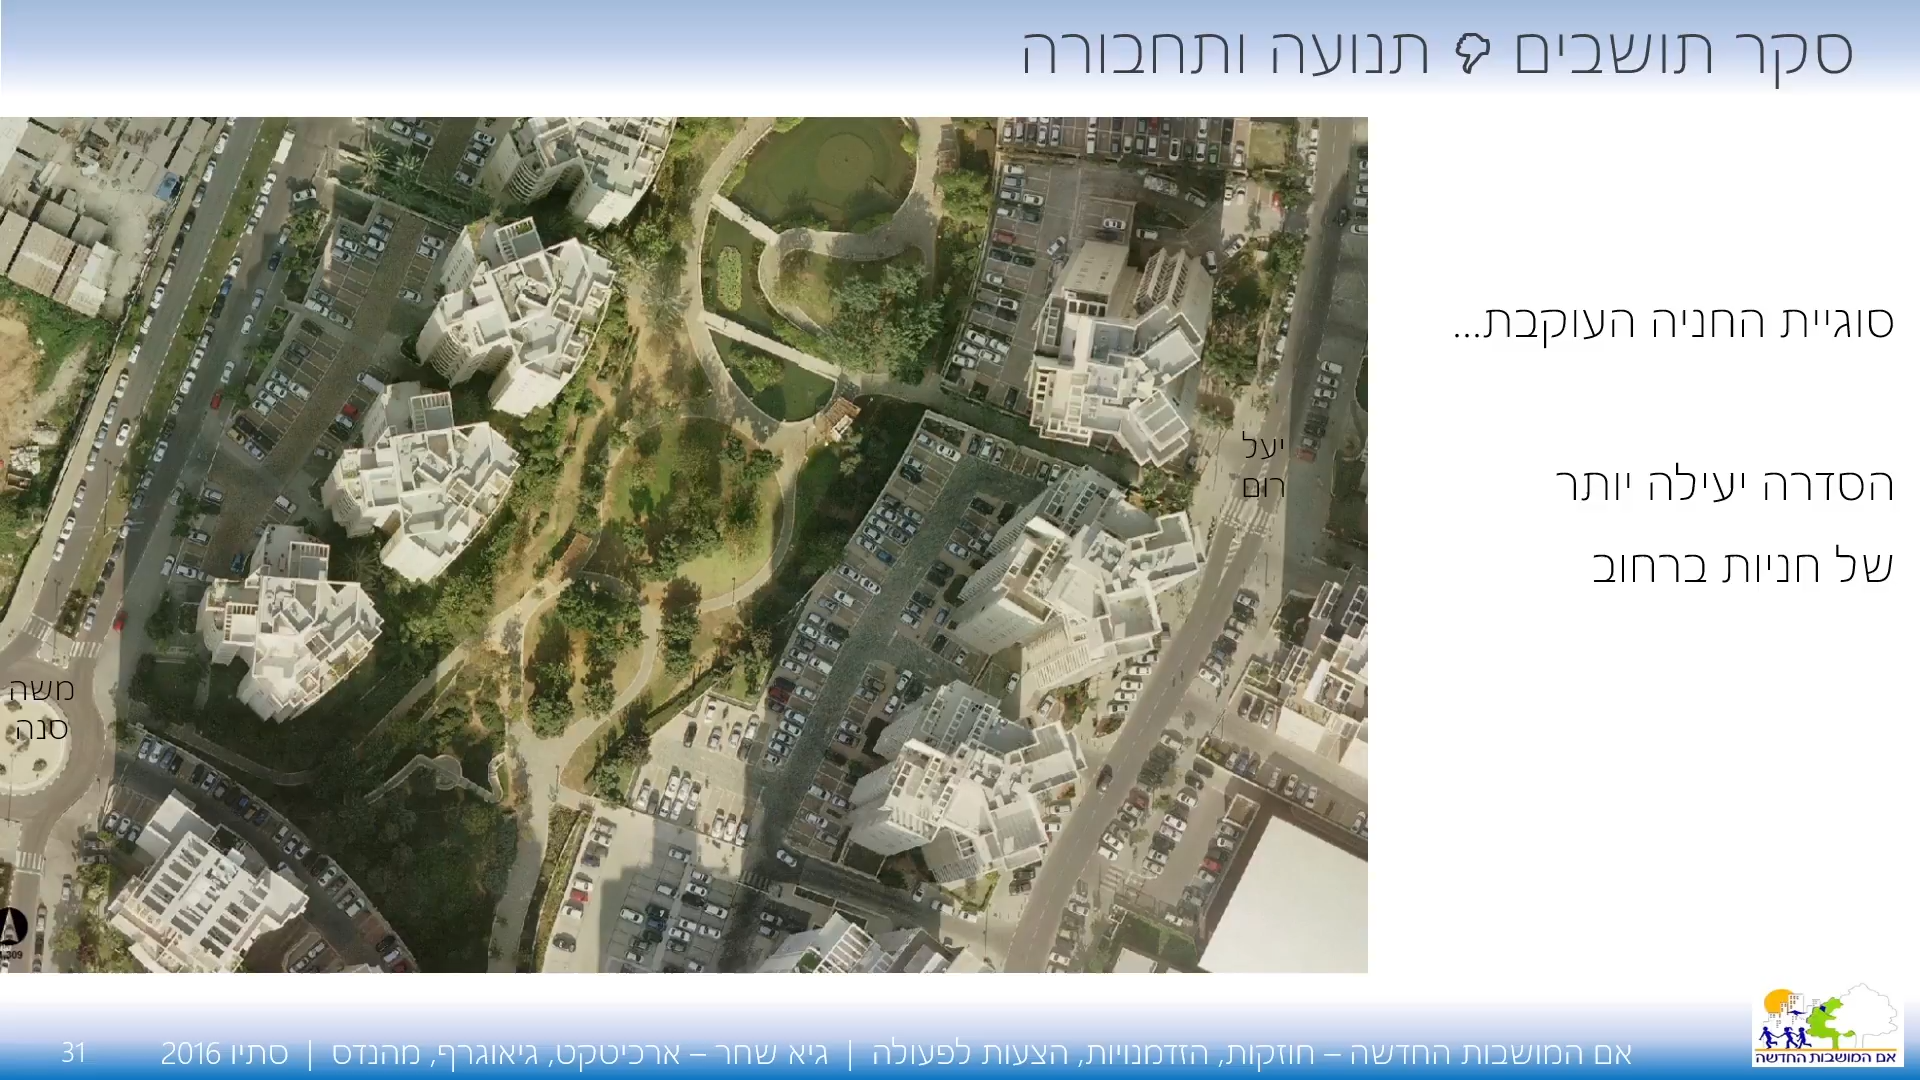 סקר תושבים 👎 תנועה ותחבורה
סוגיית החניה העוקבת...
הסדרה יעילה יותר
של חניות ברחוב
יעל
רום
משה
סנה
אם המושבות החדשה – חוזקות, הזדמנויות, הצעות לפעולה | גיא שחר – ארכיטקט, גיאוגרף, מהנדס | סתיו 2016
31
אם המושבות החדשה